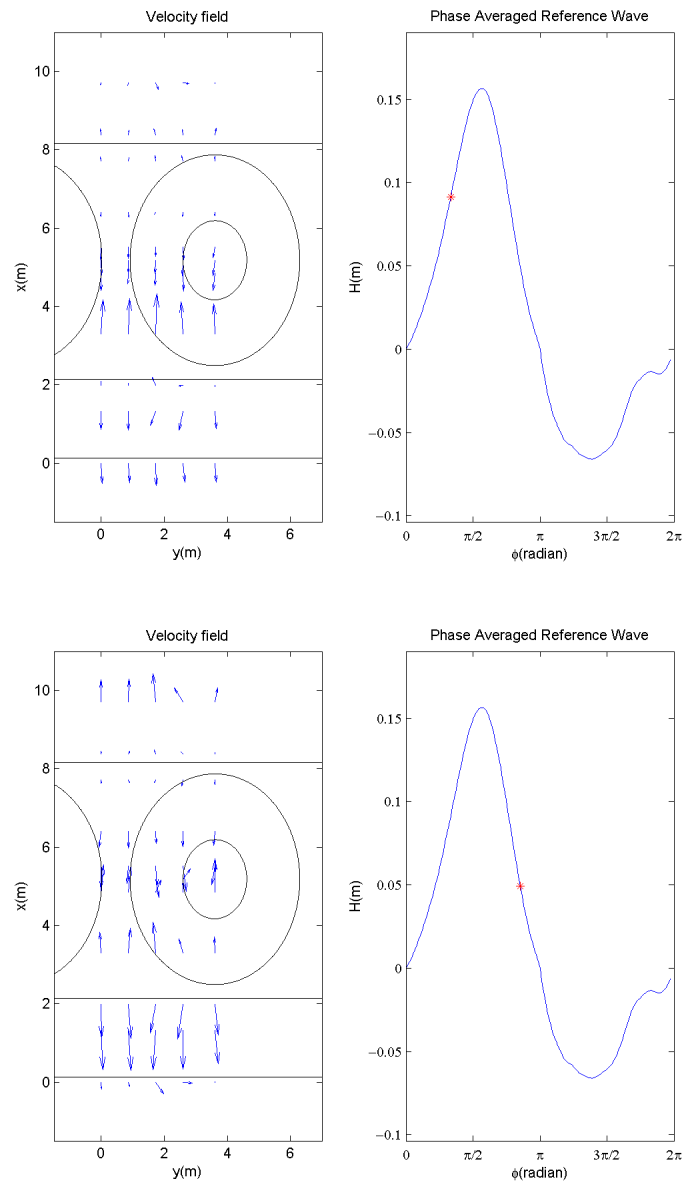 Velocity field
10
8
6
4
2
0
x(m)
0 2 4 6
y(m)
Phase Averaged Reference Wave
0.15
0.1
0.05
0
−0.05
−0.1
H(m)
0 π/2 π 3π/2 2π
ϕ(radian)
Velocity field
10
8
6
4
2
0
x(m)
0 2 4 6
y(m)
Phase Averaged Reference Wave
0.15
0.1
0.05
0
−0.05
−0.1
H(m)
0 π/2 π 3π/2 2π
ϕ(radian)